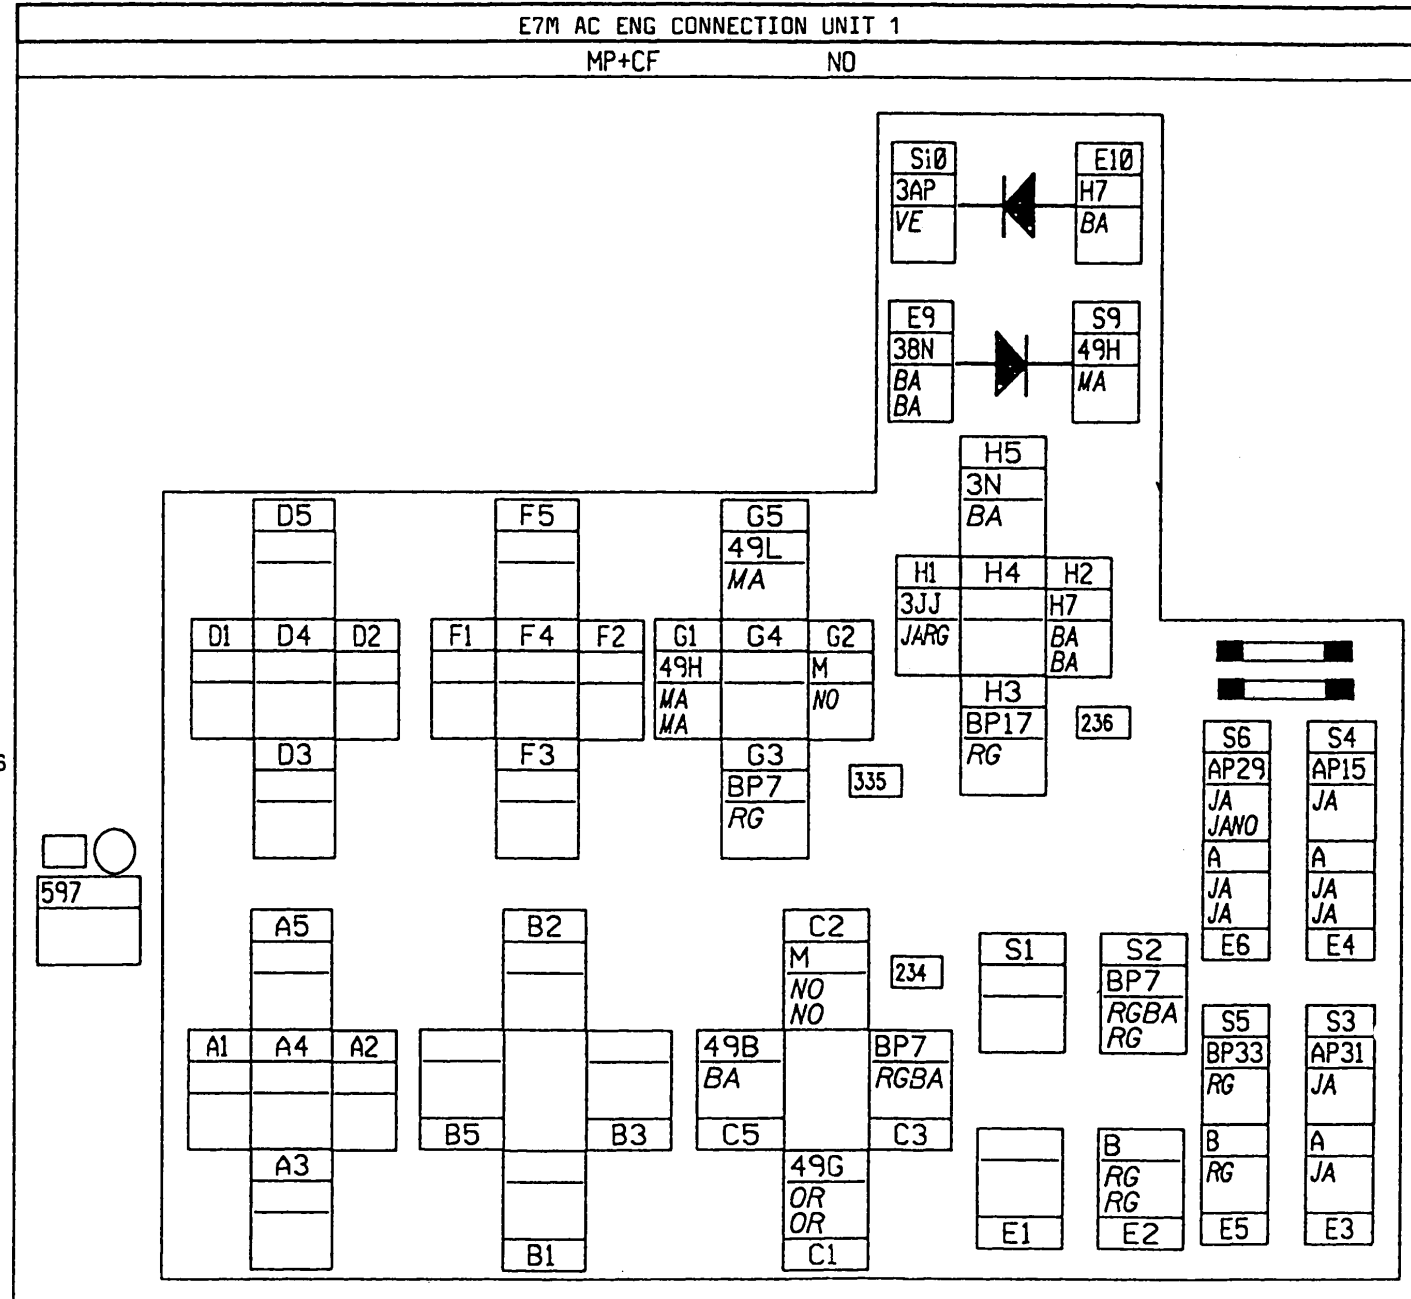 E7M AC ENG CONNECTION UNIT 1
MP+CF NO
Si0 E10
3AP H7
VE BA
E9 S9
38N 49H
BA MA
BA
H5
3N
BA
H1 H4 H2
3JJ H7
JARG BA
BA
H3
BP17
RG
236
D5 F5 G5
49L
MA
D1 D4 D2 F1 F4 F2 G1 G4 G2
49H M
MA NO
MA
D3 F3 G3
BP7
RG
335
6
597
S6 S4
AP29 AP15
JA JA
JANO
A A
JA JA
JA JA
E6 E4
A5 B2 C2
M
NO
NO
234
S1 S2
BP7
RGBA
RG
A1 A4 A2
49B BP7
BA RGBA
B5 B3 C5 C3
A3
49G
OR
OR
B1 C1
B
RG
RG
E1 E2
S5 S3
BP33 AP31
RG JA
B A
RG JA
E5 E3